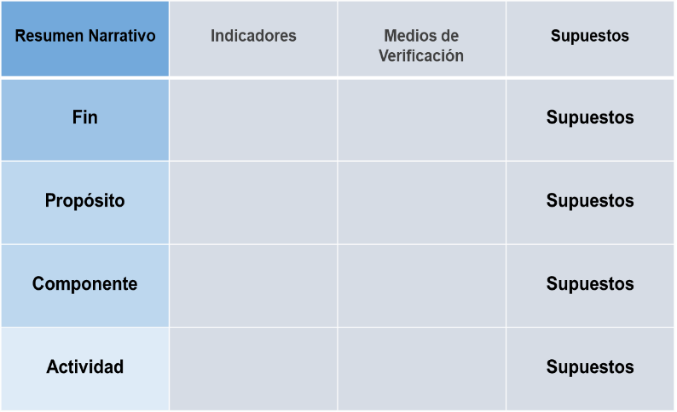 Resumen Narrativo
Indicadores
Medios de
Verificación
Supuestos
Fin
Supuestos
Propósito
Supuestos
Componente
Supuestos
Actividad
Supuestos